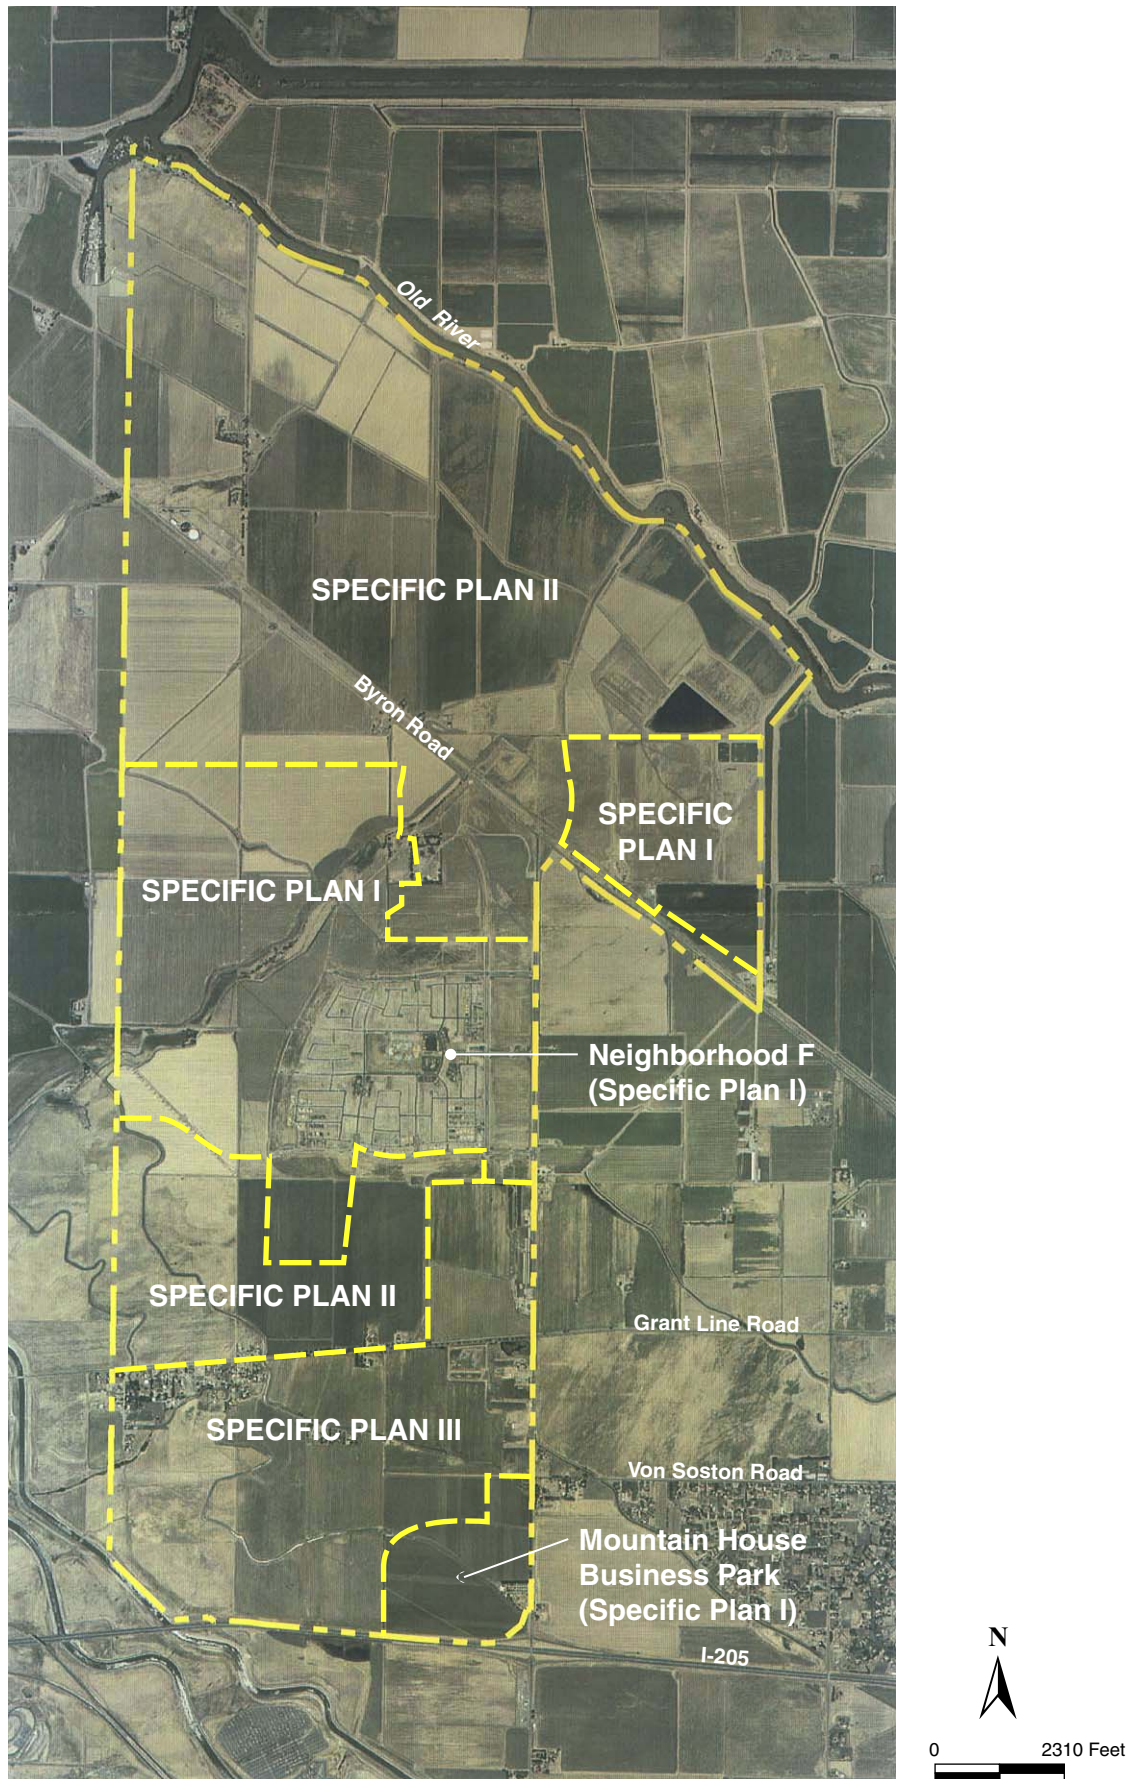 Old River
SPECIFIC PLAN II
Byron Road
SPECIFIC
PLAN I
SPECIFIC PLAN I
Neighborhood F
(Specific Plan I)
SPECIFIC PLAN II
Grant Line Road
SPECIFIC PLAN III
Von Soston Road
Mountain House
Business Park
(Specific Plan I)
I-205
N
0 2310 Feet